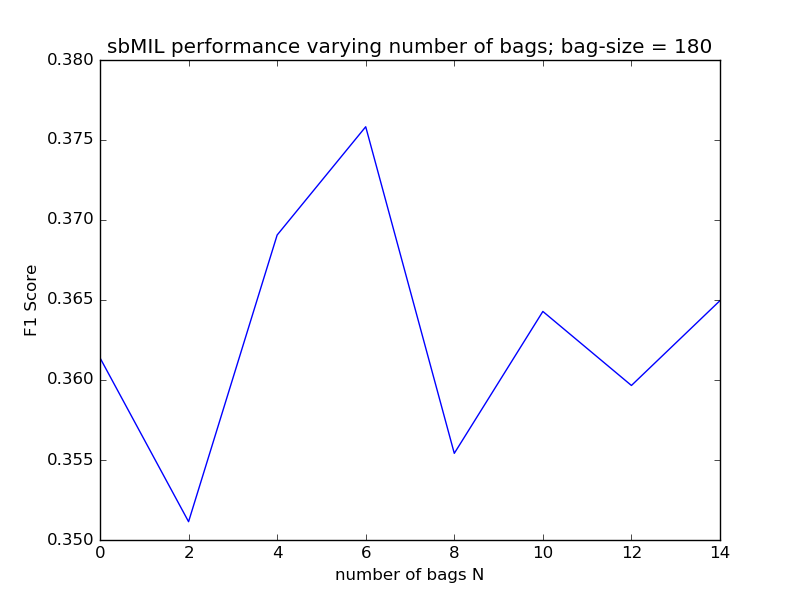 sbMIL performance varying number of bags; bag-size = 180
0.380
0.375
0.370
0.365
0.360
0.355
0.350
F1 Score
0 2 4 6 8 10 12 14
number of bags N